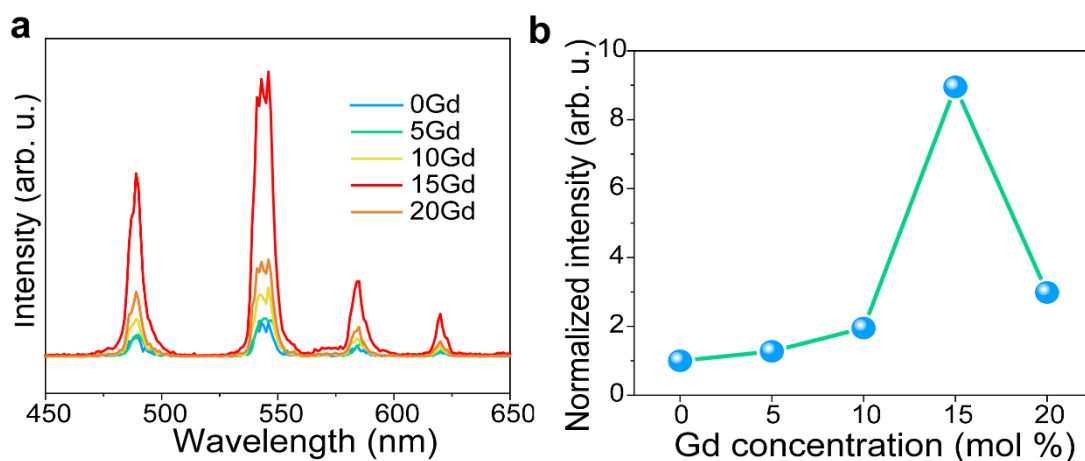 a
Intensity (arb. u.)
0Gd
5Gd
10Gd
15Gd
20Gd
450 500 550 600 650
Wavelength (nm)
b
Normalized intensity (arb. u.)
10
8
6
4
2
0
0 5 10 15 20
Gd concentration (mol %)